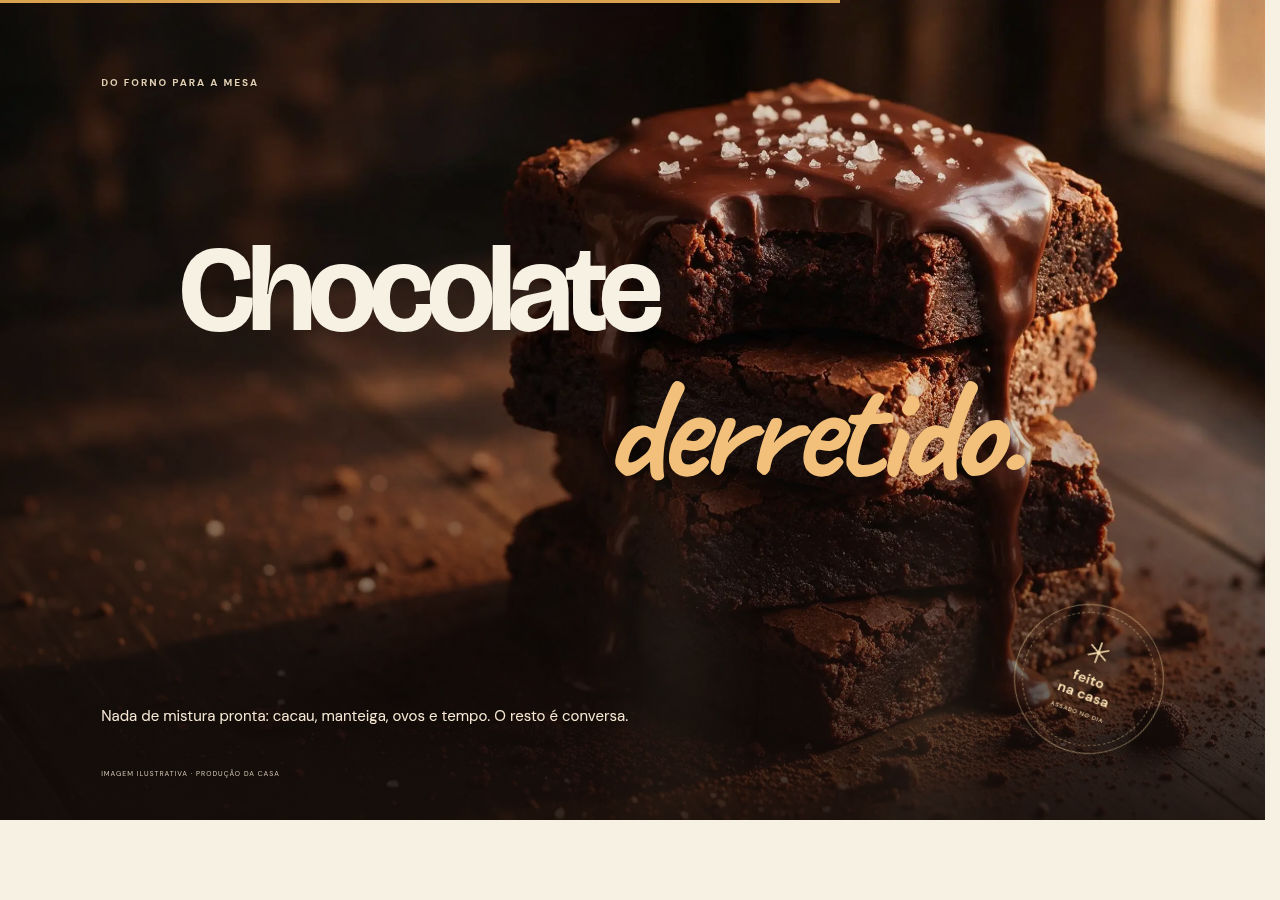 DO FORNO PARA A MESA
Chocolate
derretido.
feito
na casa
ASSADO NO DIA
Nada de mistura pronta: cacau, manteiga, ovos e tempo. O resto é conversa.
IMAGEM ILUSTRATIVA · PRODUÇÃO DA CASA